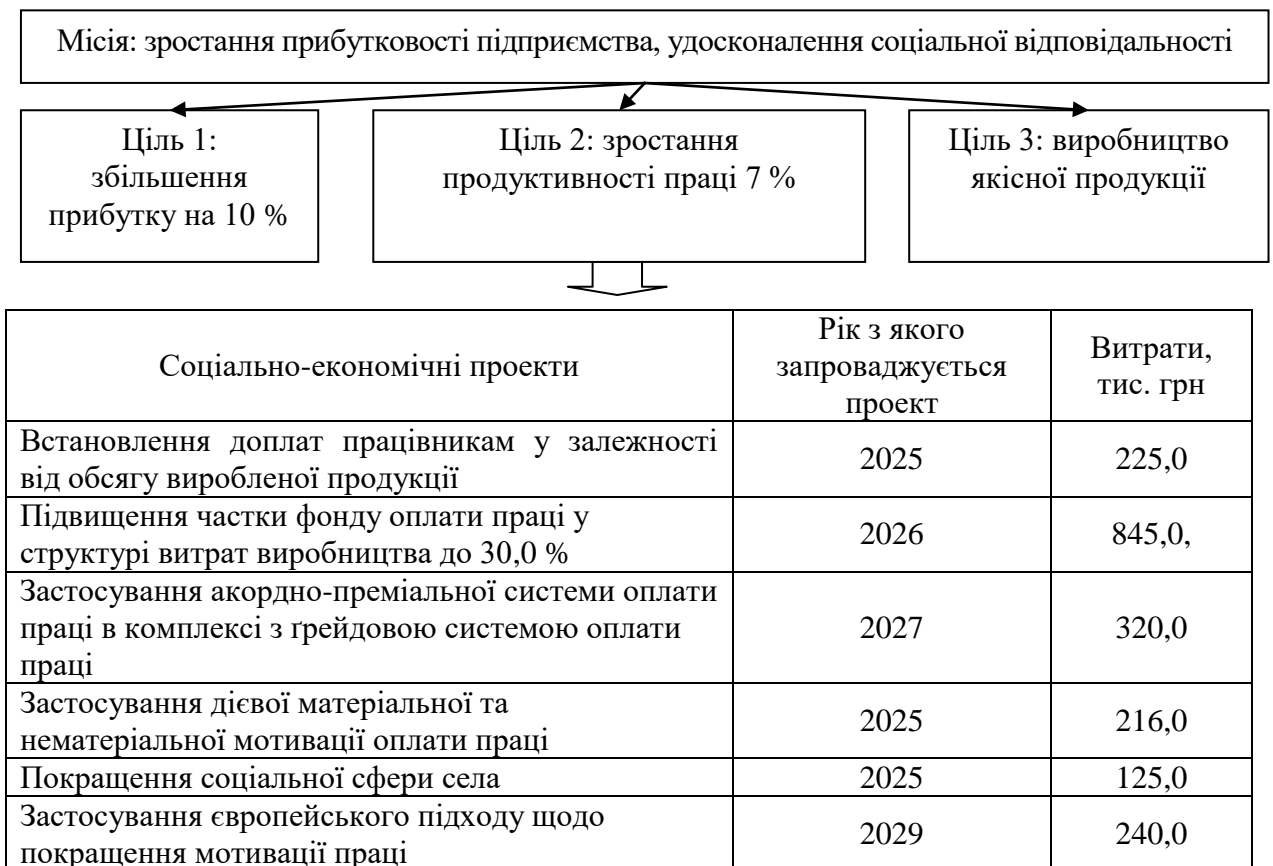 Місія: зростання прибутковості підприємства, удосконалення соціальної відповідальності
Ціль 1:
збільшення
прибутку на 10 %
Ціль 2: зростання
продуктивності праці 7 %
Ціль 3: виробництво
якісної продукції
Соціально-економічні проекти
Рік з якого
запроваджується
проект
Витрати,
тис. грн
Встановлення доплат працівникам у залежності
від обсягу виробленої продукції
2025
225,0
Підвищення частки фонду оплати праці у
структурі витрат виробництва до 30,0 %
2026
845,0,
Застосування акордно-преміальної системи оплати
праці в комплексі з ґрейдовою системою оплати
праці
2027
320,0
Застосування дієвої матеріальної та
нематеріальної мотивації оплати праці
2025
216,0
Покращення соціальної сфери села
2025
125,0
Застосування європейського підходу щодо
покращення мотивації праці
2029
240,0